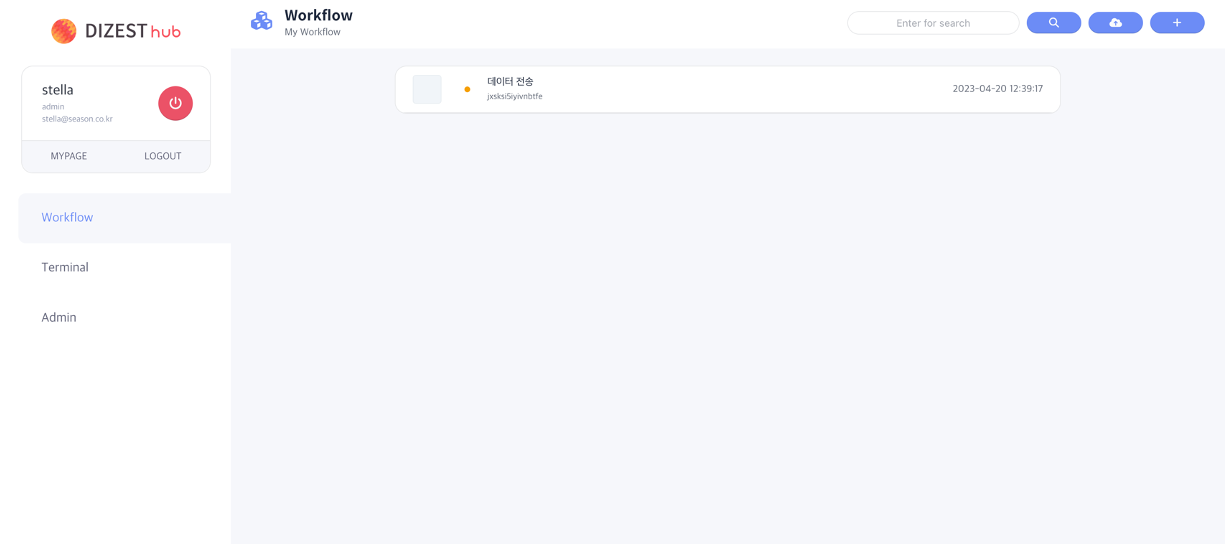 DIZEST hub
stella
admin
stella@season.co.kr
MYPAGE LOGOUT
Workflow
Terminal
Admin
Workflow
My Workflow
Enter for search
데이터 전송
jxsksi5iyivnbtfe
2023-04-20 12:39:17